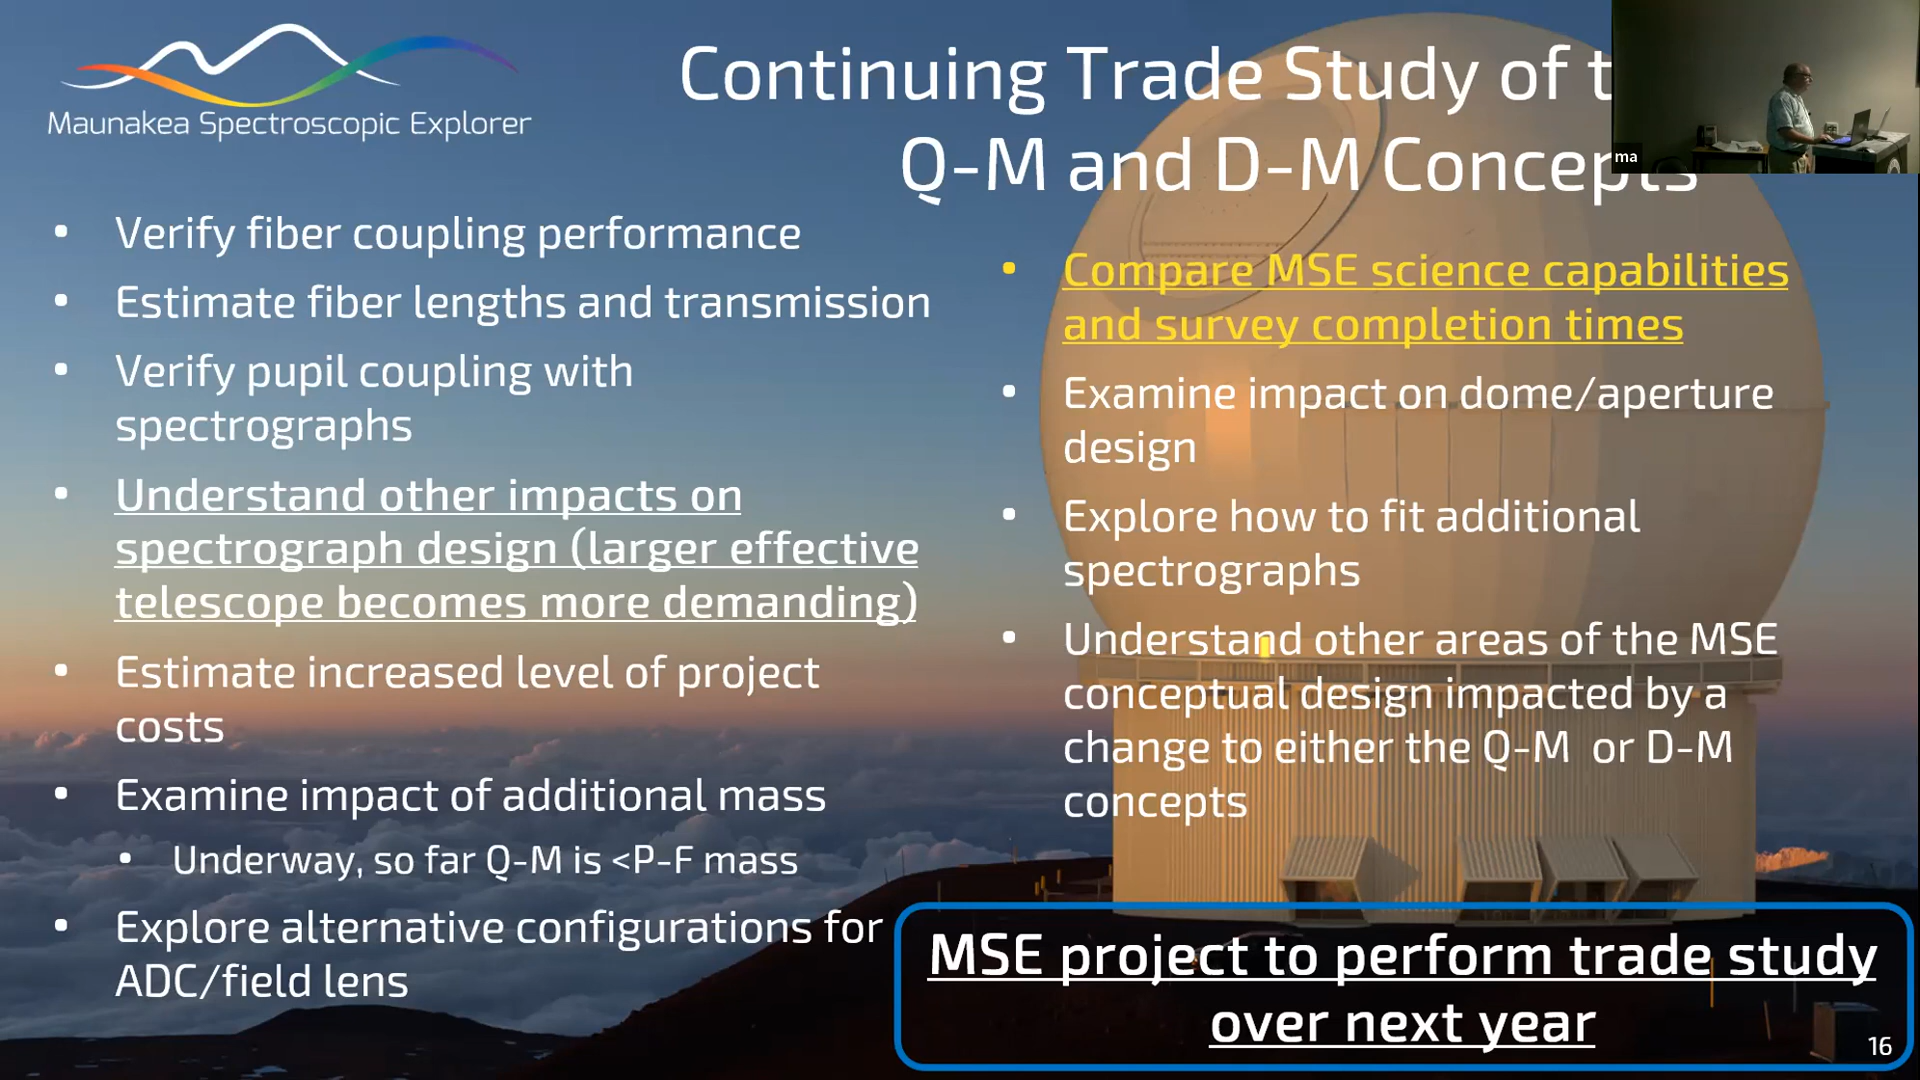 Maunakea Spectroscopic Explorer
Continuing Trade Study of t
Q-M and D-M Concepts
ma
• Verify fiber coupling performance
• Estimate fiber lengths and transmission
• Verify pupil coupling with
spectrographs
• Understand other impacts on
spectrograph design (larger effective
telescope becomes more demanding)
• Estimate increased level of project
costs
• Examine impact of additional mass
• Underway, so far Q-M is <P-F mass
• Explore alternative configurations for
ADC/field lens
• Compare MSE science capabilities
and survey completion times
• Examine impact on dome/aperture
design
• Explore how to fit additional
spectrographs
• Understand other areas of the MSE
conceptual design impacted by a
change to either the Q-M or D-M
concepts
MSE project to perform trade study
over next year
16